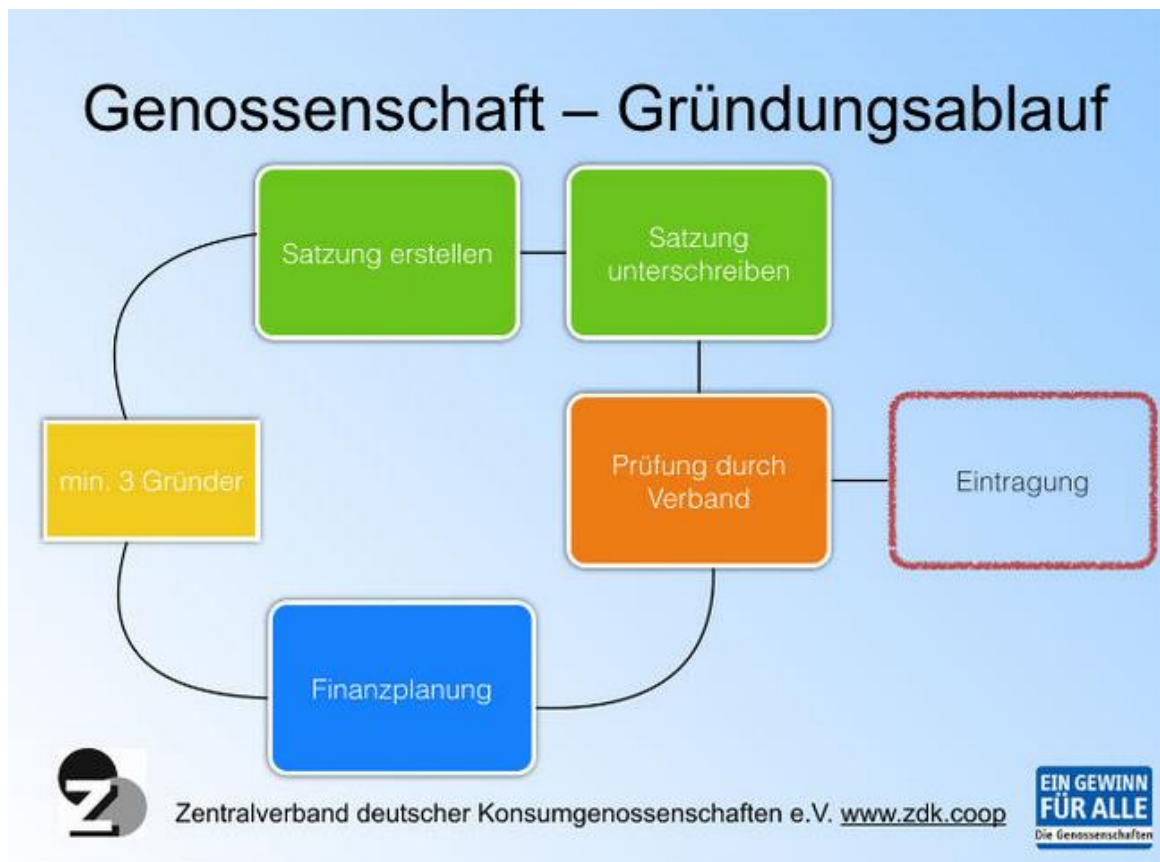 Genossenschaft – Gründungsablauf
Satzung erstellen
Satzung
unterschreiben
min. 3 Gründer
Prüfung durch
Verband
Eintragung
Finanzplanung
Z
Zentralverband deutscher Konsumgenossenschaften e.V. www.zdk.coop
EIN GEWINN
FÜR ALLE
Die Genossenschaften